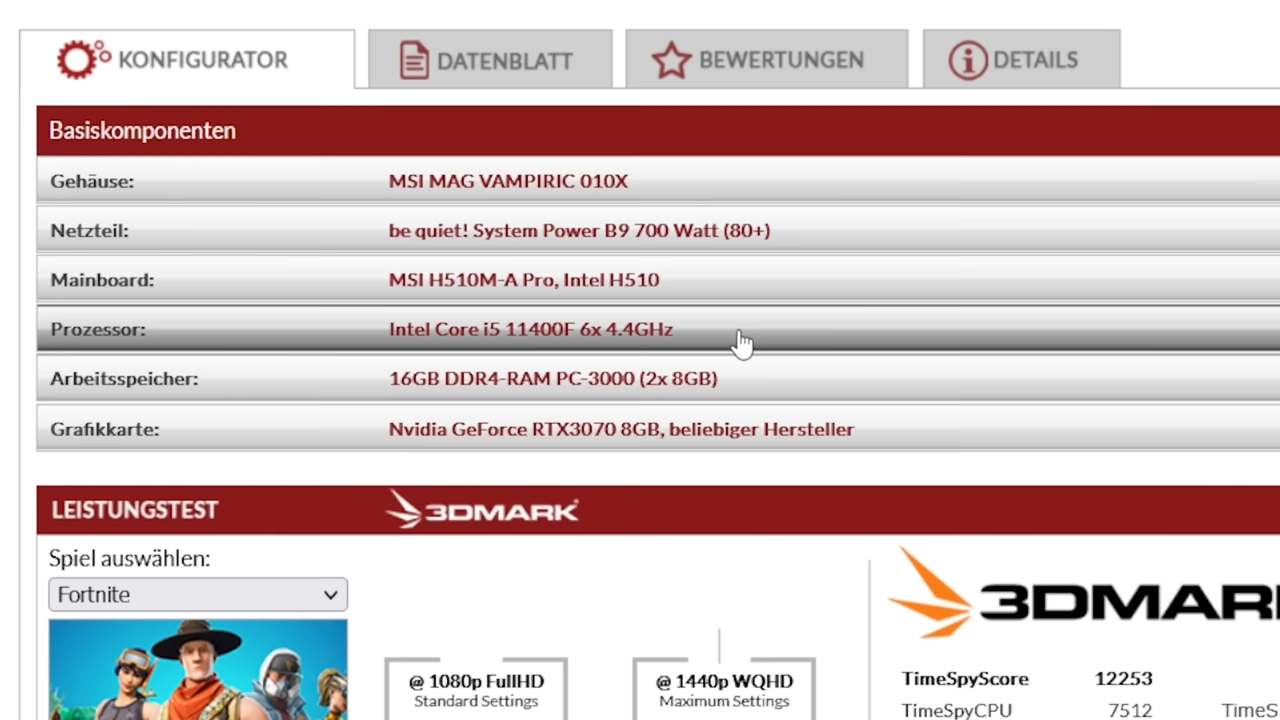 KONFIGURATOR DATENBLATT BEWERTUNGEN DETAILS
Basiskomponenten
Gehäuse: MSI MAG VAMPIRIC 010X
Netzteil: be quiet! System Power B9 700 Watt (80+)
Mainboard: MSI H510M-A Pro, Intel H510
Prozessor: Intel Core i5 11400F 6x 4.4GHz
Arbeitsspeicher: 16GB DDR4-RAM PC-3000 (2x 8GB)
Grafikkarte: Nvidia GeForce RTX3070 8GB, beliebiger Hersteller
LEISTUNGSTEST 3DMARK
Spiel auswählen:
Fortnite
3DMAR
@ 1080p FullHD @ 1440p WQHD
Standard Settings Maximum Settings
TimeSpyScore 12253
TimeSpyCPU 7512 TimeS